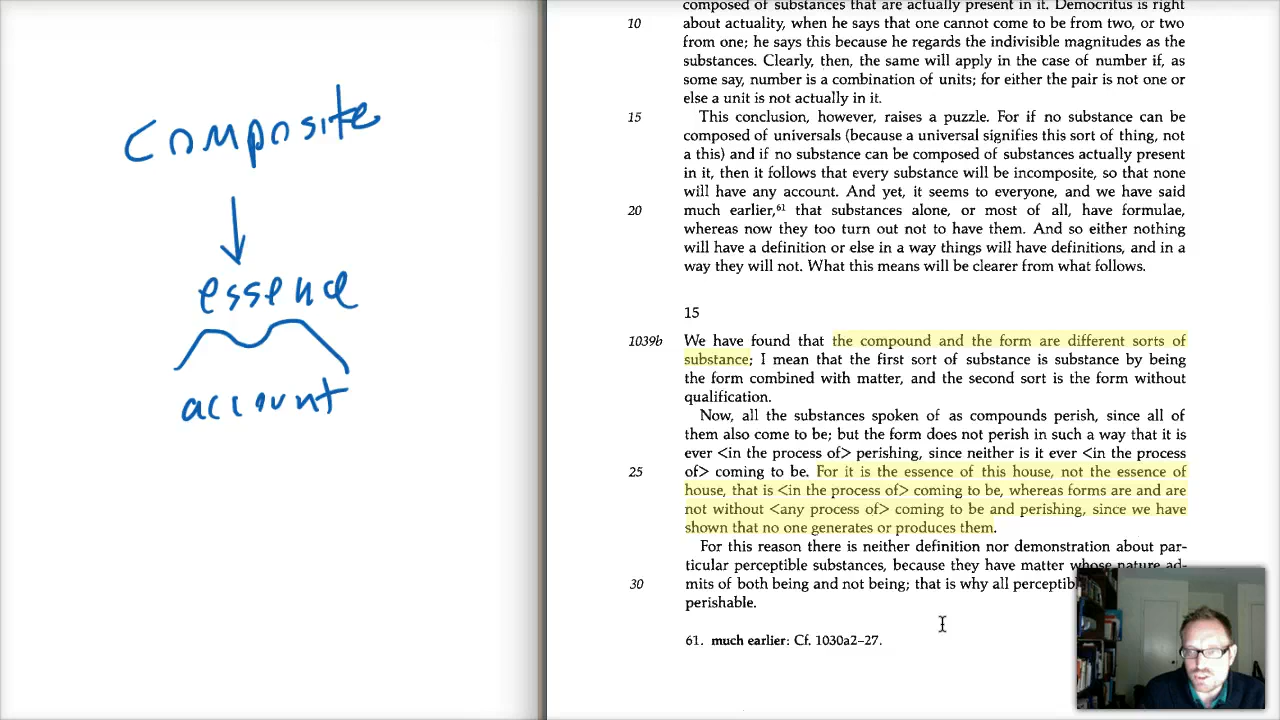 composite
essence
account
composed of substances that are actually present in it. Democritus is right
10 about actuality, when he says that one cannot come to be from two, or two
from one; he says this because he regards the indivisible magnitudes as the
substances. Clearly, then, the same will apply in the case of number if, as
some say, number is a combination of units; for either the pair is not one or
else a unit is not actually in it.
15 This conclusion, however, raises a puzzle. For if no substance can be
composed of universals (because a universal signifies this sort of thing, not
a this) and if no substance can be composed of substances actually present
in it, then it follows that every substance will be incomposite, so that none
will have any account. And yet, it seems to everyone, and we have said
20 much earlier,⁶¹ that substances alone, or most of all, have formulae,
whereas now they too turn out not to have them. And so either nothing
will have a definition or else in a way things will have definitions, and in a
way they will not. What this means will be clearer from what follows.
15
1039b We have found that the compound and the form are different sorts of
substance; I mean that the first sort of substance is substance by being
the form combined with matter, and the second sort is the form without
qualification.
Now, all the substances spoken of as compounds perish, since all of
them also come to be; but the form does not perish in such a way that it is
ever <in the process of> perishing, since neither is it ever <in the process
25 of> coming to be. For it is the essence of this house, not the essence of
house, that is <in the process of> coming to be, whereas forms are and are
not without <any process of> coming to be and perishing, since we have
shown that no one generates or produces them.
For this reason there is neither definition nor demonstration about par-
ticular perceptible substances, because they have matter whose nature ad-
30 mits of both being and not being; that is why all
perishable.
61. much earlier: Cf. 1030a2–27.